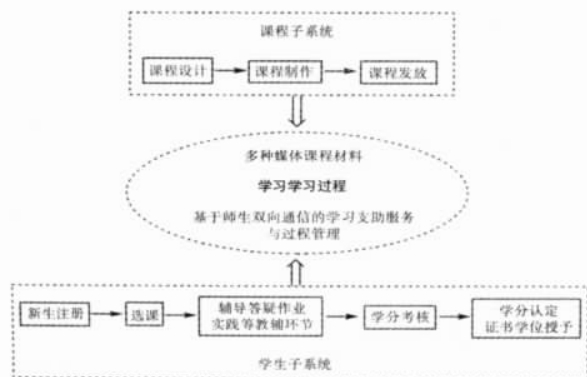 课程子系统
课程设计
课程制作
课程发放
多种媒体课程材料
学习学习过程
基于师生双向通信的学习支助服务
与过程管理
新生注册
选课
辅导答疑作业
实践等教辅环节
学分考核
学分认定
证书学位授予
学生子系统